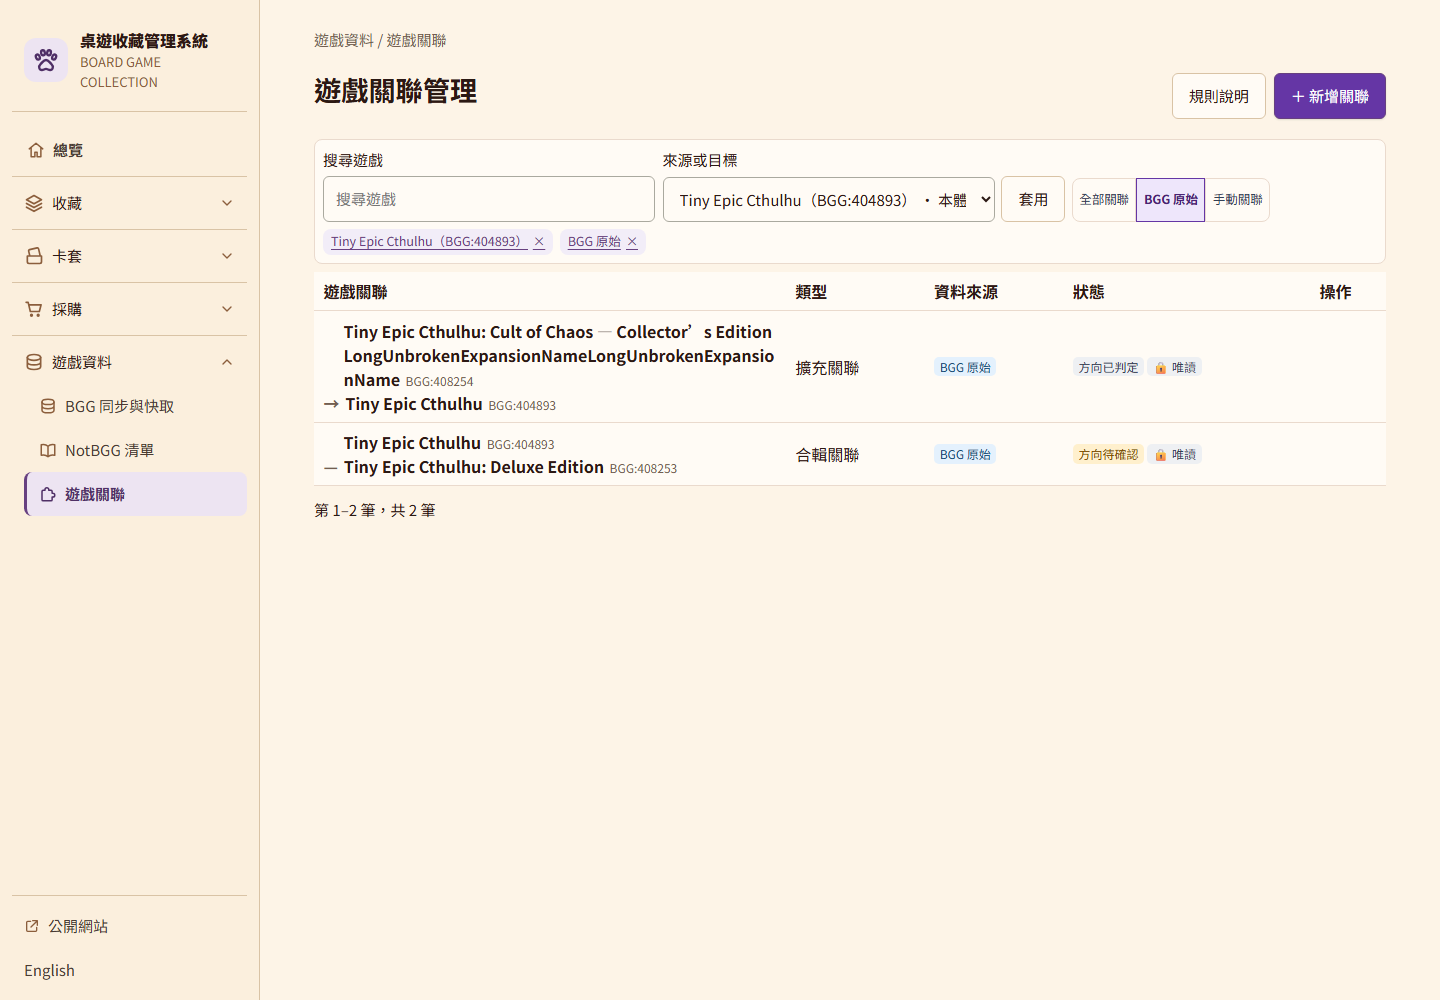 桌遊收藏管理系統
BOARD GAME
COLLECTION
總覽
收藏
卡套
採購
遊戲資料
BGG 同步與快取
NotBGG 清單
遊戲關聯
公開網站
English
遊戲資料 / 遊戲關聯
遊戲關聯管理
規則說明
＋ 新增關聯
搜尋遊戲
來源或目標
搜尋遊戲
Tiny Epic Cthulhu（BGG:404893） · 本體
套用
全部關聯
BGG 原始
手動關聯
Tiny Epic Cthulhu（BGG:404893） ×
BGG 原始 ×
遊戲關聯 類型 資料來源 狀態 操作
Tiny Epic Cthulhu: Cult of Chaos — Collector’s Edition
LongUnbrokenExpansionNameLongUnbrokenExpansio
nName BGG:408254
→ Tiny Epic Cthulhu BGG:404893
擴充關聯
BGG 原始
方向已判定
🔒 唯讀
Tiny Epic Cthulhu BGG:404893
— Tiny Epic Cthulhu: Deluxe Edition BGG:408253
合輯關聯
BGG 原始
方向待確認
🔒 唯讀
第 1–2 筆，共 2 筆